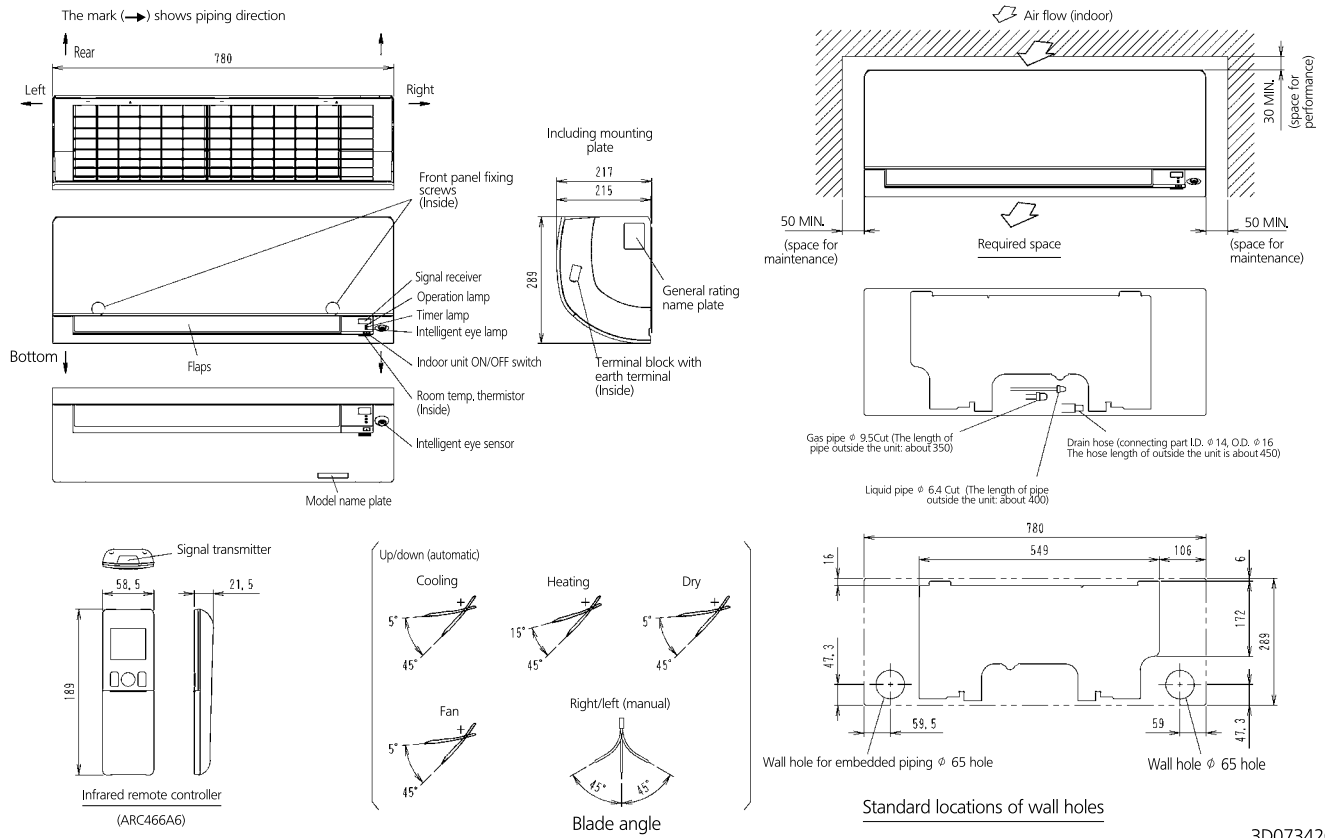 The mark (→) shows piping direction
Rear
780
Left
Right
Front panel fixing
screws
(Inside)
Signal receiver
Operation lamp
Timer lamp
Intelligent eye lamp
Bottom
Flaps
Indoor unit ON/OFF switch
Room temp, thermistor
(Inside)
Intelligent eye sensor
Model name plate
Including mounting
plate
217
215
289
General rating
name plate
Terminal block with
earth terminal
(Inside)
Air flow (indoor)
30 MIN.
(space for
performance)
50 MIN.
(space for
maintenance)
Required space
50 MIN.
(space for
maintenance)
Gas pipe φ 9.5Cut (The length of
pipe outside the unit: about350)
Drain hose (connecting part I.D. φ14, O.D. φ16
The hose length of outside the unit is about450)
Liquid pipe φ 6.4 Cut (The length of pipe
outside the unit: about 400)
Signal transmitter
58,5
21,5
189
Infrared remote controller
(ARC466A6)
Up/down (automatic)
Cooling
5°
45°
Heating
15°
45°
Dry
5°
45°
Fan
5°
45°
Right/left (manual)
45°
45°
Blade angle
780
549
106
16
6
172
289
47.3
47.3
59.5
59
Wall hole for embedded piping φ 65 hole
Wall hole φ 65 hole
Standard locations of wall holes
3D07342